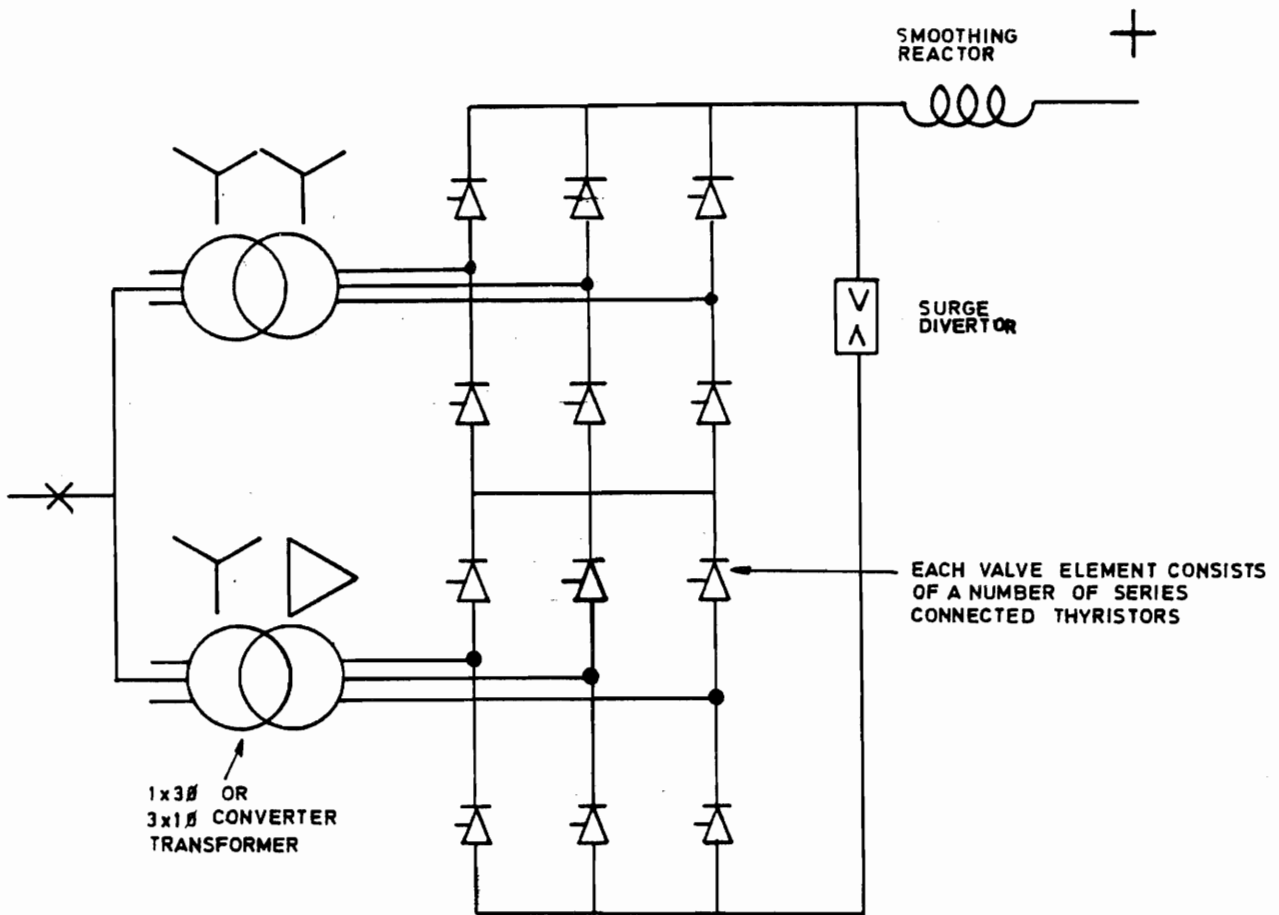 SMOOTHING
REACTOR
+
SURGE
DIVERTOR
EACH VALVE ELEMENT CONSISTS
OF A NUMBER OF SERIES
CONNECTED THYRISTORS
1x3Ø OR
3x1Ø CONVERTER
TRANSFORMER